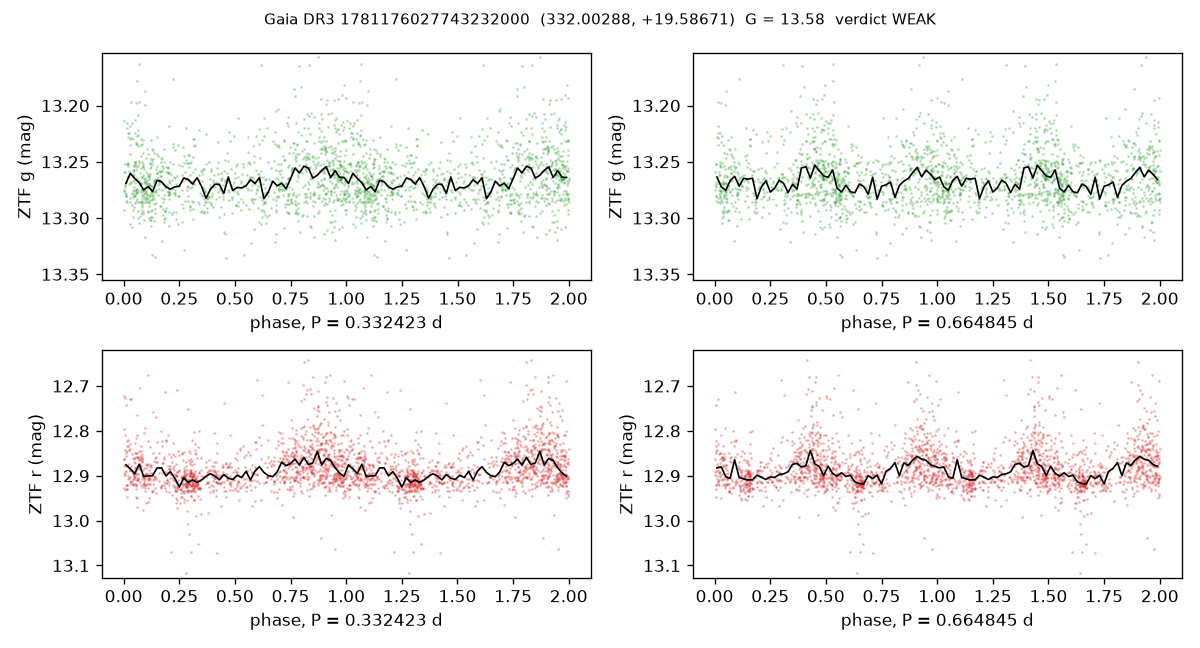 Gaia DR3 1781176027743232000 (332.00288, +19.58671) G = 13.58 verdict WEAK
ZTF g (mag)
13.20
13.25
13.30
13.35
0.00 0.25 0.50 0.75 1.00 1.25 1.50 1.75 2.00
phase, P = 0.332423 d
ZTF g (mag)
13.20
13.25
13.30
13.35
0.00 0.25 0.50 0.75 1.00 1.25 1.50 1.75 2.00
phase, P = 0.664845 d
ZTF r (mag)
12.7
12.8
12.9
13.0
13.1
0.00 0.25 0.50 0.75 1.00 1.25 1.50 1.75 2.00
phase, P = 0.332423 d
ZTF r (mag)
12.7
12.8
12.9
13.0
13.1
0.00 0.25 0.50 0.75 1.00 1.25 1.50 1.75 2.00
phase, P = 0.664845 d